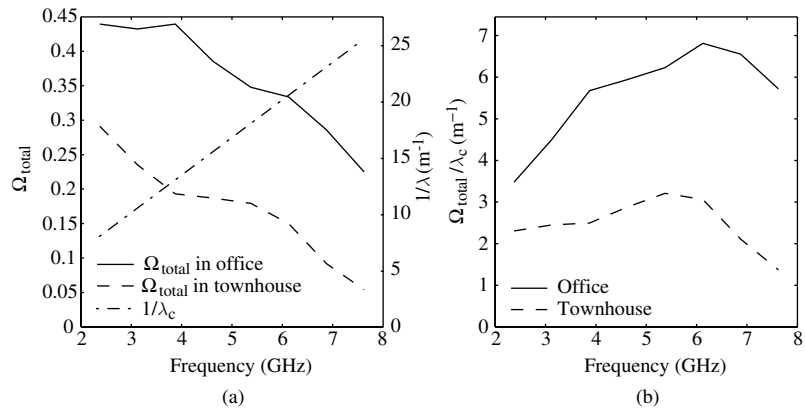 0.45
0.4
0.35
0.3
0.25
0.2
0.15
0.1
0.05
0
Ω_total
2 3 4 5 6 7 8
Frequency (GHz)
25
20
15
10
5
0
1/λ (m⁻¹)
Ω_total in office
Ω_total in townhouse
1/λ_c
(a)
7
6
5
4
3
2
1
0
Ω_total/λ_c (m⁻¹)
2 3 4 5 6 7 8
Frequency (GHz)
Office
Townhouse
(b)